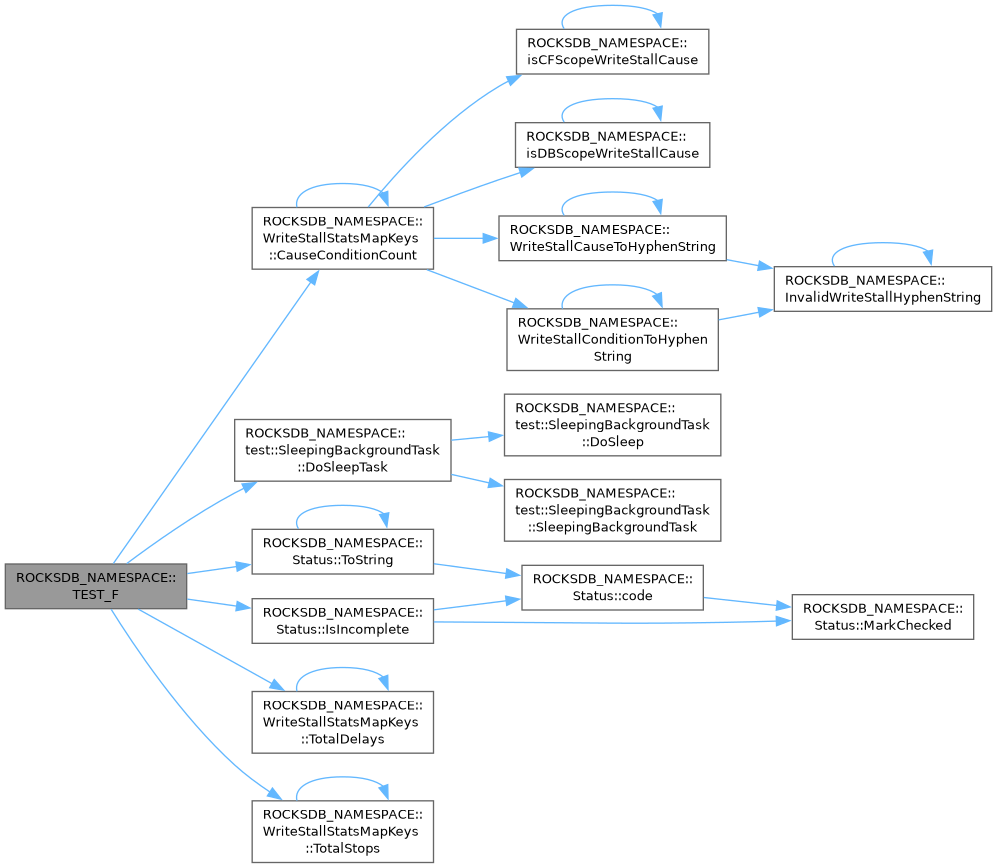 ROCKSDB_NAMESPACE::
isCFScopeWriteStallCause
ROCKSDB_NAMESPACE::
isDBScopeWriteStallCause
ROCKSDB_NAMESPACE::
WriteStallStatsMapKeys
::CauseConditionCount
ROCKSDB_NAMESPACE::
WriteStallCauseToHyphenString
ROCKSDB_NAMESPACE::
InvalidWriteStallHyphenString
ROCKSDB_NAMESPACE::
WriteStallConditionToHyphen
String
ROCKSDB_NAMESPACE::
test::SleepingBackgroundTask
::DoSleep
ROCKSDB_NAMESPACE::
test::SleepingBackgroundTask
::DoSleepTask
ROCKSDB_NAMESPACE::
test::SleepingBackgroundTask
::SleepingBackgroundTask
ROCKSDB_NAMESPACE::
Status::ToString
ROCKSDB_NAMESPACE::
TEST_F
ROCKSDB_NAMESPACE::
Status::code
ROCKSDB_NAMESPACE::
Status::IsIncomplete
ROCKSDB_NAMESPACE::
Status::MarkChecked
ROCKSDB_NAMESPACE::
WriteStallStatsMapKeys
::TotalDelays
ROCKSDB_NAMESPACE::
WriteStallStatsMapKeys
::TotalStops